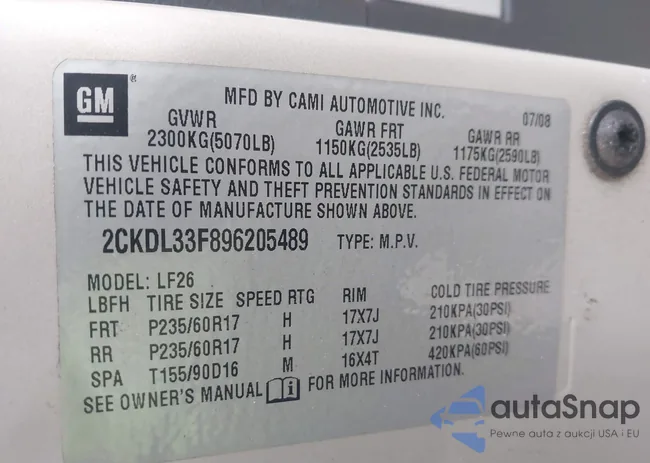 GM ®
MFD BY CAMI AUTOMOTIVE INC. 07/08
GVWR GAWR FRT GAWR RR
2300KG(5070LB) 1150KG(2535LB) 1175KG(2590LB)
THIS VEHICLE CONFORMS TO ALL APPLICABLE U.S. FEDERAL MOTOR
VEHICLE SAFETY AND THEFT PREVENTION STANDARDS IN EFFECT ON
THE DATE OF MANUFACTURE SHOWN ABOVE.
2CKDL33F896205489 TYPE: M.P.V.
MODEL: LF26
LBFH TIRE SIZE SPEED RTG RIM COLD TIRE PRESSURE
FRT P235/60R17 H 17X7J 210KPA(30PSI)
RR P235/60R17 H 17X7J 210KPA(30PSI)
SPA T155/90D16 M 16X4T 420KPA(60PSI)
SEE OWNER'S MANUAL i FOR MORE INFORMATION.
autaSnap
Pewne auta z aukcji USA i EU